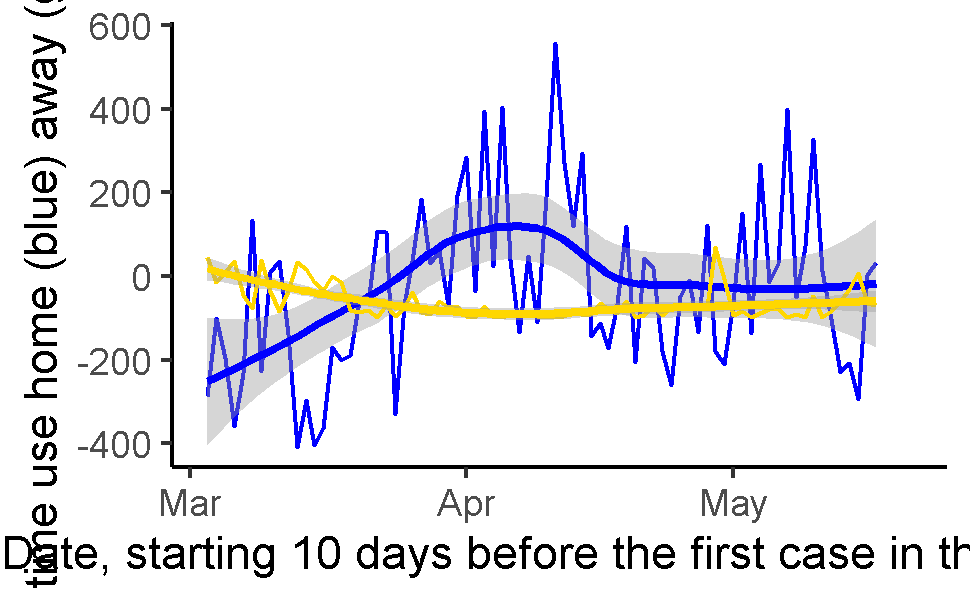 time use home (blue) away (
600
400
200
0
-200
-400
Mar Apr May
Date, starting 10 days before the first case in th